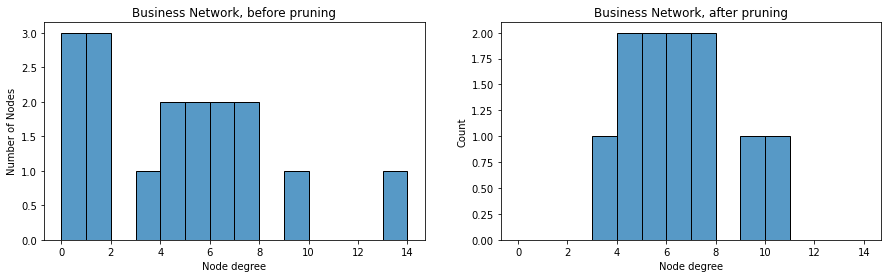 Business Network, before pruning
Number of Nodes
3.0
2.5
2.0
1.5
1.0
0.5
0.0
0 2 4 6 8 10 12 14
Node degree
Business Network, after pruning
Count
2.00
1.75
1.50
1.25
1.00
0.75
0.50
0.25
0.00
0 2 4 6 8 10 12 14
Node degree